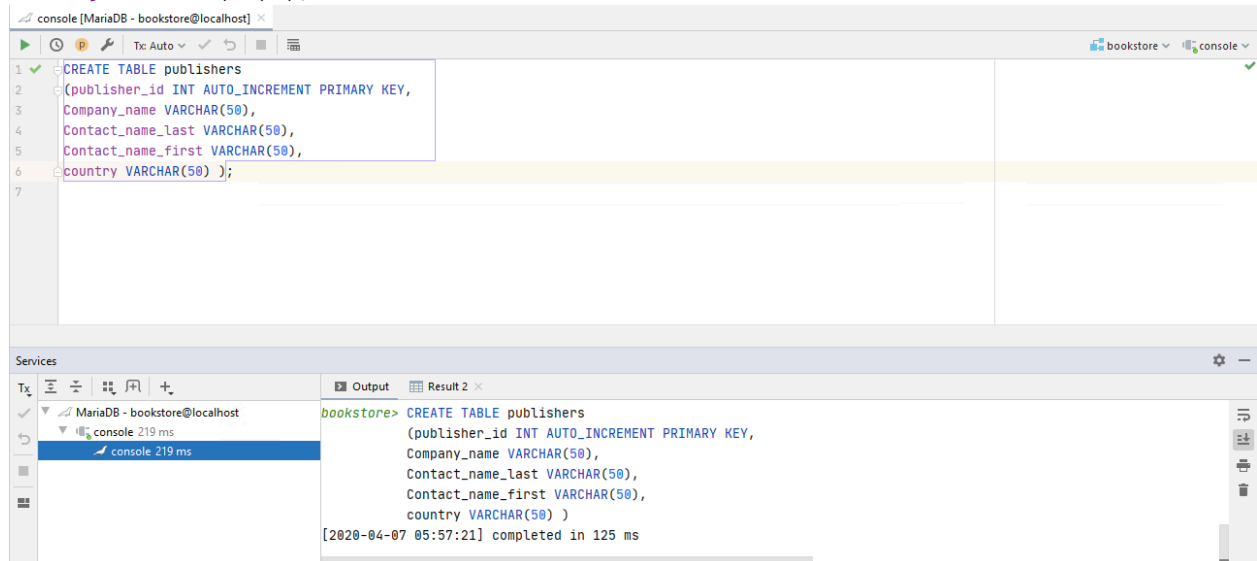 console [MariaDB - bookstore@localhost]
Tx: Auto
bookstore
console
1 CREATE TABLE publishers
2 (publisher_id INT AUTO_INCREMENT PRIMARY KEY,
3 Company_name VARCHAR(50),
4 Contact_name_last VARCHAR(50),
5 Contact_name_first VARCHAR(50),
6 country VARCHAR(50) );
7
Services
Tx
Output
Result 2
MariaDB - bookstore@localhost
console 219 ms
console 219 ms
bookstore> CREATE TABLE publishers
(publisher_id INT AUTO_INCREMENT PRIMARY KEY,
Company_name VARCHAR(50),
Contact_name_last VARCHAR(50),
Contact_name_first VARCHAR(50),
country VARCHAR(50) )
[2020-04-07 05:57:21] completed in 125 ms